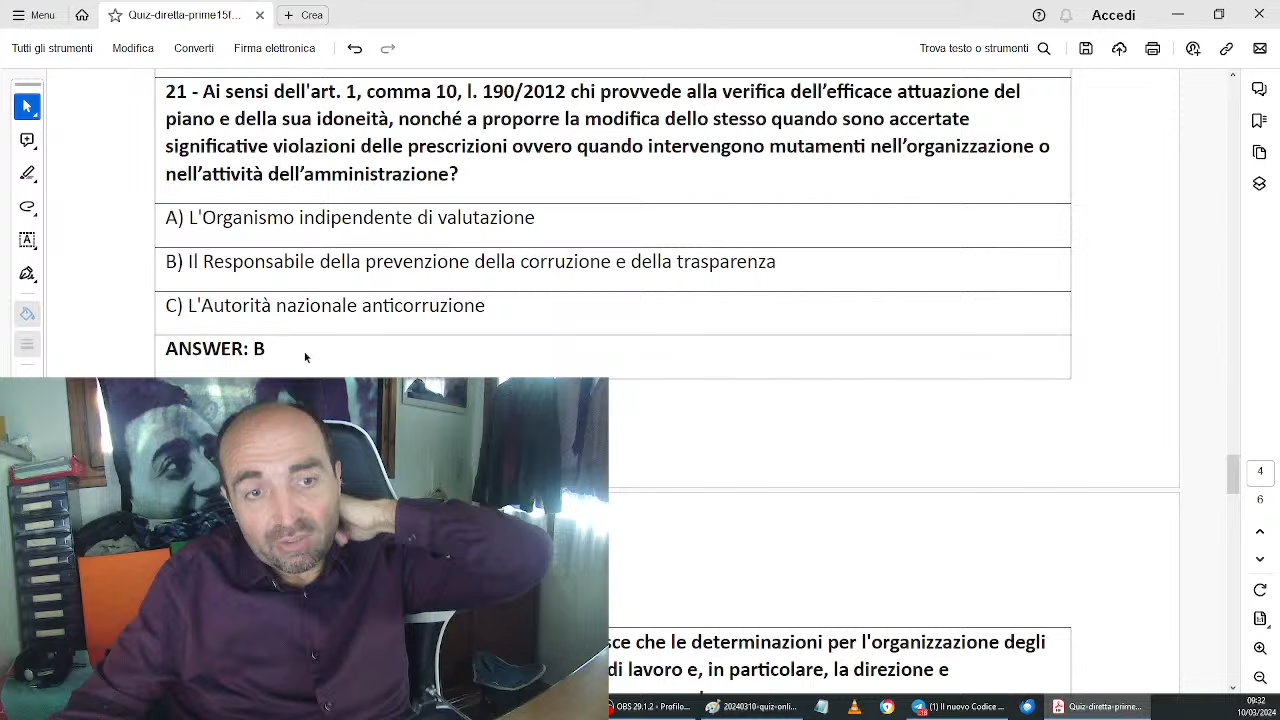 Menu
Quiz-diretta-prime15f...
Crea
Accedi
Tutti gli strumenti
Modifica
Converti
Firma elettronica
Trova testo o strumenti
21 - Ai sensi dell'art. 1, comma 10, l. 190/2012 chi provvede alla verifica dell’efficace attuazione del
piano e della sua idoneità, nonché a proporre la modifica dello stesso quando sono accertate
significative violazioni delle prescrizioni ovvero quando intervengono mutamenti nell’organizzazione o
nell’attività dell’amministrazione?
A) L'Organismo indipendente di valutazione
B) Il Responsabile della prevenzione della corruzione e della trasparenza
C) L'Autorità nazionale anticorruzione
ANSWER: B
4
6
sce che le determinazioni per l'organizzazione degli
di lavoro e, in particolare, la direzione e
OBS 29.1.2 - Profilo...
20240310-quiz-onli...
(1) Il nuovo Codice ...
Quiz-diretta-prime...
09:32
10/03/2024